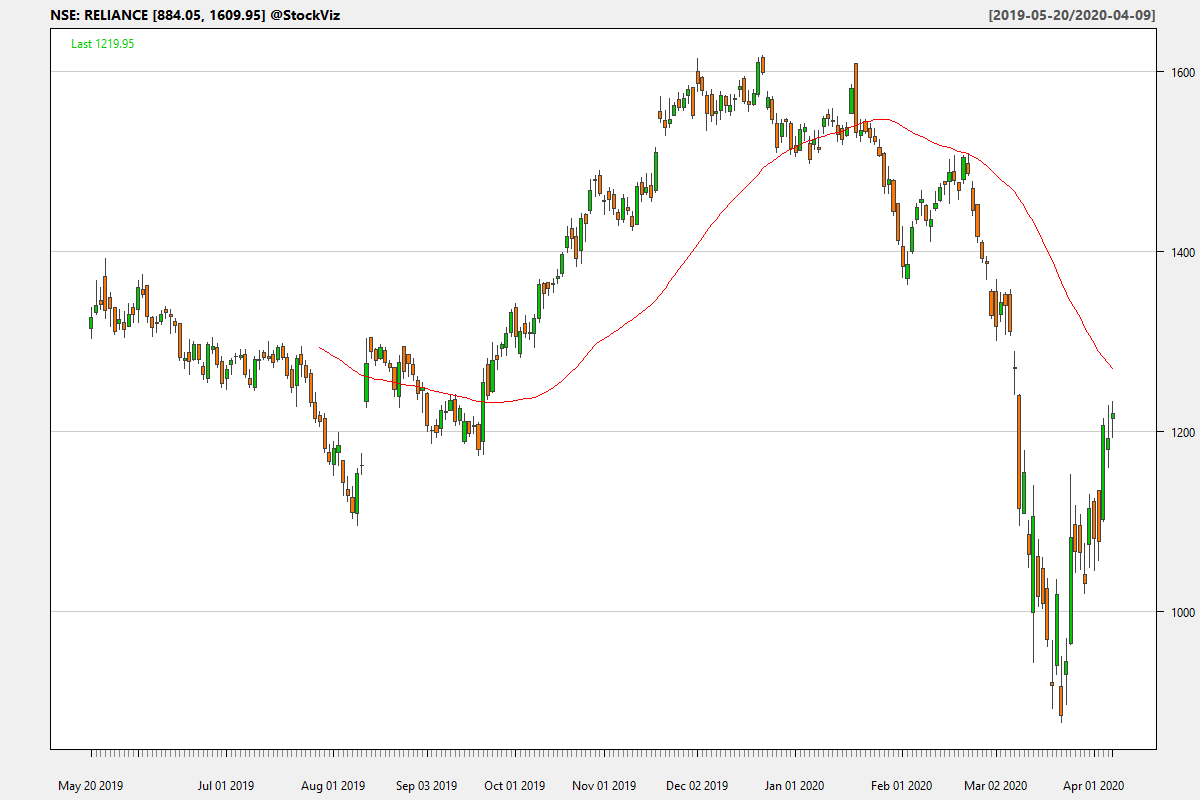 NSE: RELIANCE [884.05, 1609.95] @StockViz
[2019-05-20/2020-04-09]
Last 1219.95
1600
1400
1200
1000
May 20 2019 Jul 01 2019 Aug 01 2019 Sep 03 2019 Oct 01 2019 Nov 01 2019 Dec 02 2019 Jan 01 2020 Feb 01 2020 Mar 02 2020 Apr 01 2020